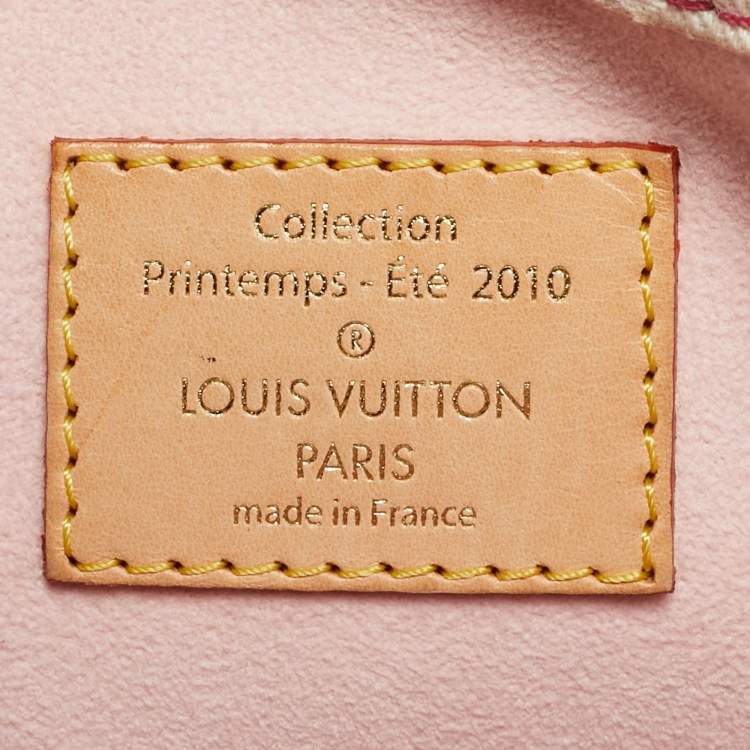 Collection
Printemps - Été 2010
®
LOUIS VUITTON
PARIS
made in France